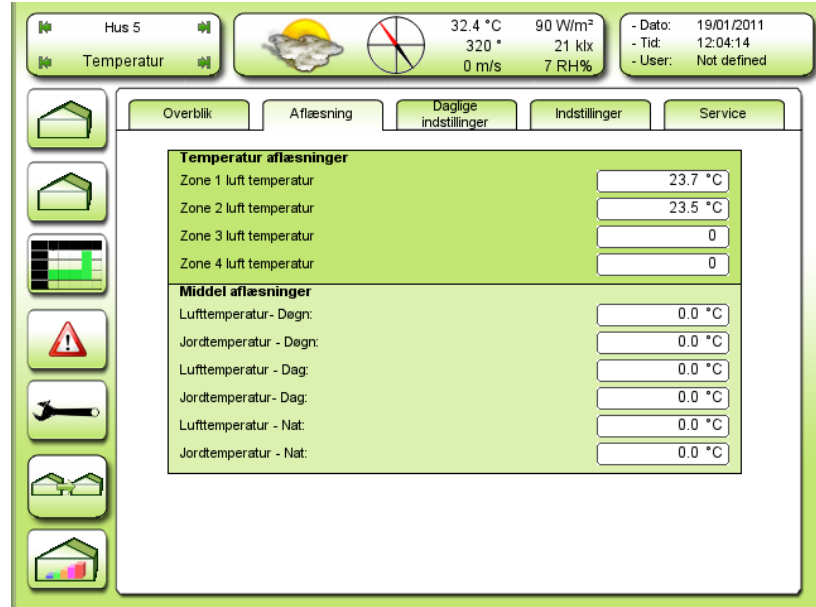 Hus 5
Temperatur
32.4 °C 90 W/m²
320 ° 21 klx
0 m/s 7 RH%
- Dato: 19/01/2011
- Tid: 12:04:14
- User: Not defined
Overblik
Aflæsning
Daglige
indstillinger
Indstillinger
Service
Temperatur aflæsninger
Zone 1 luft temperatur 23.7 °C
Zone 2 luft temperatur 23.5 °C
Zone 3 luft temperatur 0
Zone 4 luft temperatur 0
Middel aflæsninger
Lufttemperatur- Døgn: 0.0 °C
Jordtemperatur - Døgn: 0.0 °C
Lufttemperatur - Dag: 0.0 °C
Jordtemperatur- Dag: 0.0 °C
Lufttemperatur - Nat: 0.0 °C
Jordtemperatur - Nat: 0.0 °C